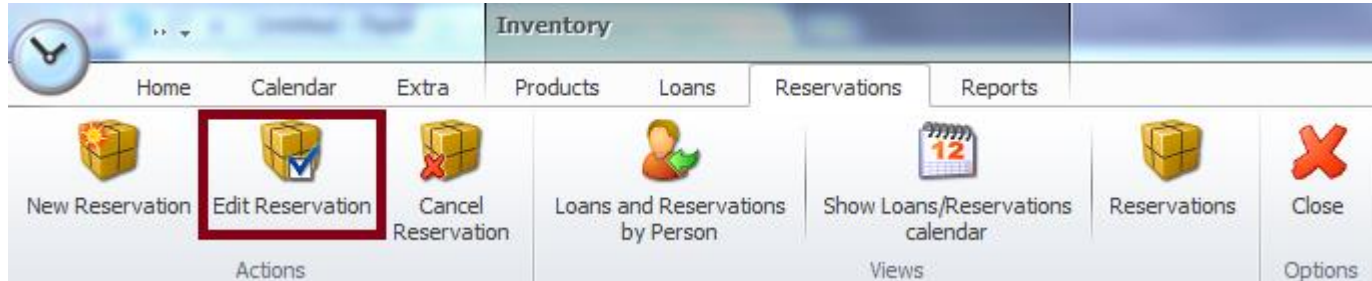 Inventory
Home Calendar Extra Products Loans Reservations Reports
12
New Reservation Edit Reservation Cancel Loans and Reservations Show Loans/Reservations Reservations Close
Reservation by Person calendar
Actions Views Options